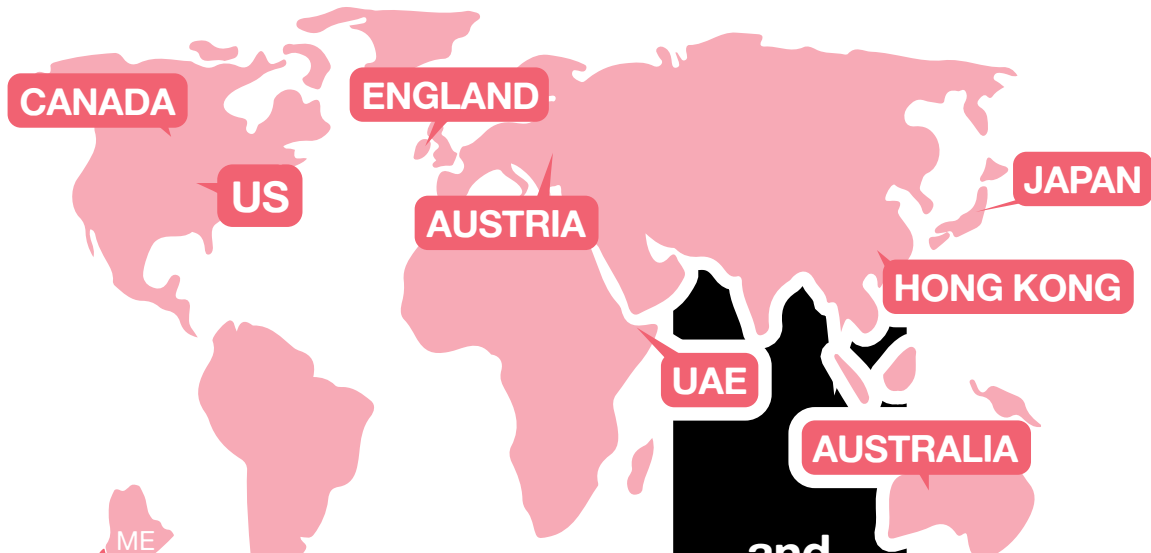 CANADA
ENGLAND
US
AUSTRIA
JAPAN
HONG KONG
UAE
AUSTRALIA
ME
and